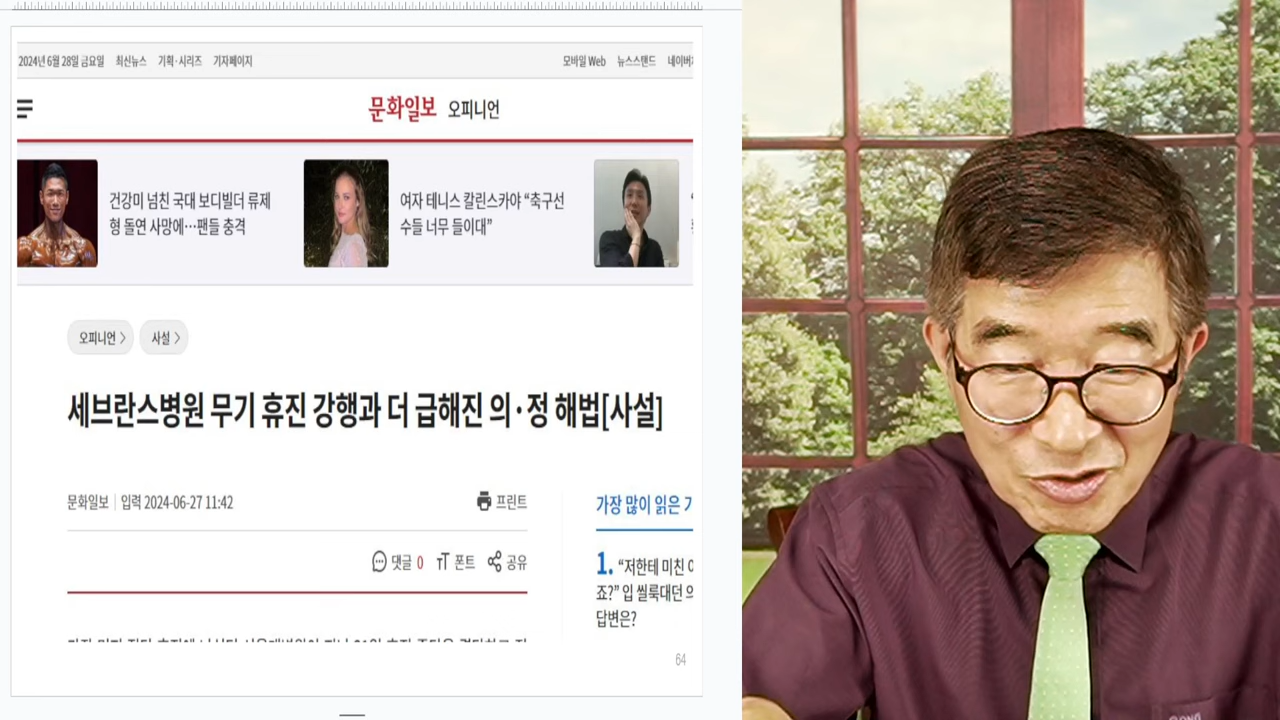 2024년 6월 28일 금요일 최신뉴스 기획·시리즈 기자페이지 모바일 Web 뉴스스탠드
문화일보 오피니언
건강미 넘친 국대 보디빌더 류제
형 돌연 사망에…팬들 충격
여자 테니스 칼린스카야 “축구선
수들 너무 들이대”
오피니언 >
사설 >
세브란스병원 무기 휴진 강행과 더 급해진 의·정 해법[사설]
문화일보 | 입력 2024-06-27 11:42
프린트
댓글 0 폰트 공유
가장 많이 읽은
1. “저한테 미친
죠?” 입 씰룩대던 의
답변은?
64